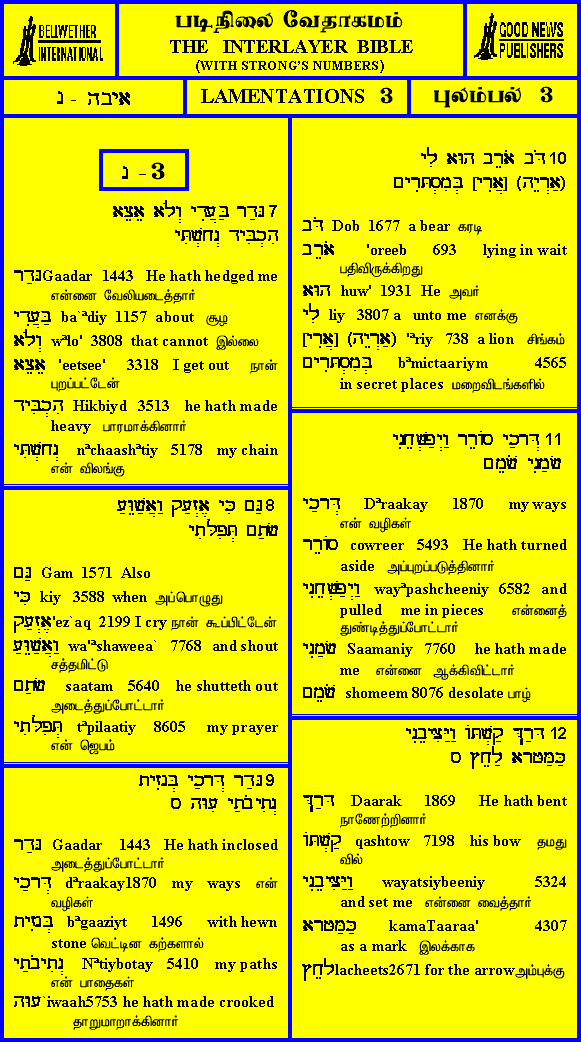 BELLWETHER
INTERNATIONAL
படிநிலை வேதாகமம்
THE INTERLAYER BIBLE
(WITH STRONG'S NUMBERS)
GOOD NEWS
PUBLISHERS
איכה - נ
LAMENTATIONS 3
புலம்பல் 3
נ - 3
7 גָּדַר בַּעֲדִי וְלֹא אֵצֵא
הִכְבִּיד נְחָשְׁתִּי
גָּדַר Gaadar 1443 He hath hedged me
என்னை வேலியடைத்தார்
בַּעֲדִי ba`ªdiy 1157 about சூழ
וְלֹא wªlo' 3808 that cannot இல்லை
אֵצֵא 'eetsee' 3318 I get out நான்
புறப்பட்டேன்
הִכְבִּיד Hikbiyd 3513 he hath made
heavy பாரமாக்கினார்
נְחָשְׁתִּי nªchaashªtiy 5178 my chain
என் விலங்கு
8 גַּם כִּי אֶזְעַק וַאֲשַׁוֵּעַ
שָׂתַם תְּפִלָּתִי
גַּם Gam 1571 Also
כִּי kiy 3588 when அப்பொழுது
אֶזְעַק 'ez`aq 2199 I cry நான் கூப்பிட்டேன்
וַאֲשַׁוֵּעַ wa'ªshaweea` 7768 and shout
சத்தமிட்டு
שָׂתַם saatam 5640 he shutteth out
அடைத்துப்போட்டார்
תְּפִלָּתִי tªpilaatiy 8605 my prayer
என் ஜெபம்
9 גָּדַר דְּרָכַי בְּגָזִית
נְתִיבֹתַי עִוָּה ס
גָּדַר Gaadar 1443 He hath inclosed
அடைத்துப்போட்டார்
דְּרָכַי dªraakay1870 my ways என்
வழிகள்
בְּגָזִית bªgaaziyt 1496 with hewn
stone வெட்டின கற்களால்
נְתִיבֹתַי Nªtiybotay 5410 my paths
என் பாதைகள்
עִוָּה `iwaah5753 he hath made crooked
தாறுமாறாக்கினார்
10 דֹּב אֹרֵב הוּא לִי
(אַרְיֵה) [אֲרִי] בְּמִסְתָּרִים
דֹּב Dob 1677 a bear கரடி
אֹרֵב 'oreeb 693 lying in wait
பதிவிருக்கிறது
הוּא huw' 1931 He அவர்
לִי liy 3807 a unto me எனக்கு
(אַרְיֵה) [אֲרִי] 'ªriy 738 a lion சிங்கம்
בְּמִסְתָּרִים bªmictaariym 4565
in secret places மறைவிடங்களில்
11 דְּרָכַי סוֹרֵר וַיְפַשְּׁחֵנִי
שָׂמַנִי שֹׁמֵם
דְּרָכַי Dªraakay 1870 my ways
என் வழிகள்
סוֹרֵר cowreer 5493 He hath turned
aside அப்புறப்படுத்தினார்
וַיְפַשְּׁחֵנִי wayªpashcheeniy 6582 and
pulled me in pieces என்னைத்
துண்டித்துப்போட்டார்
שָׂמַנִי Saamaniy 7760 he hath made
me என்னை ஆக்கிவிட்டார்
שֹׁמֵם shomeem 8076 desolate பாழ்
12 דָּרַךְ קַשְׁתוֹ וַיַּצִּיבֵנִי
כַּמַּטָּרָא לַחֵץ ס
דָּרַךְ Daarak 1869 He hath bent
நாணேற்றினார்
קַשְׁתוֹ qashtow 7198 his bow தமது
வில்
וַיַּצִּיבֵנִי wayatsiybeeniy 5324
and set me என்னை வைத்தார்
כַּמַּטָּרָא kamaTaaraa' 4307
as a mark இலக்காக
לַחֵץ lacheets2671 for the arrow அம்புக்கு